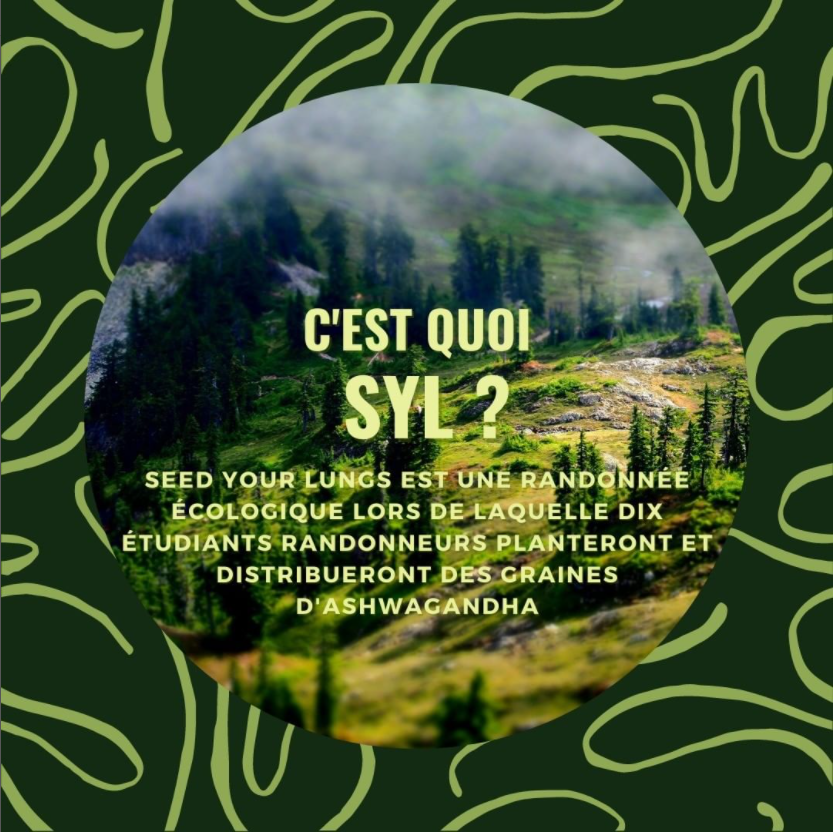 C'EST QUOI
SYL ?
SEED YOUR LUNGS EST UNE RANDONNÉE
ÉCOLOGIQUE LORS DE LAQUELLE DIX
ÉTUDIANTS RANDONNEURS PLANTERONT ET
DISTRIBUERONT DES GRAINES
D'ASHWAGANDHA